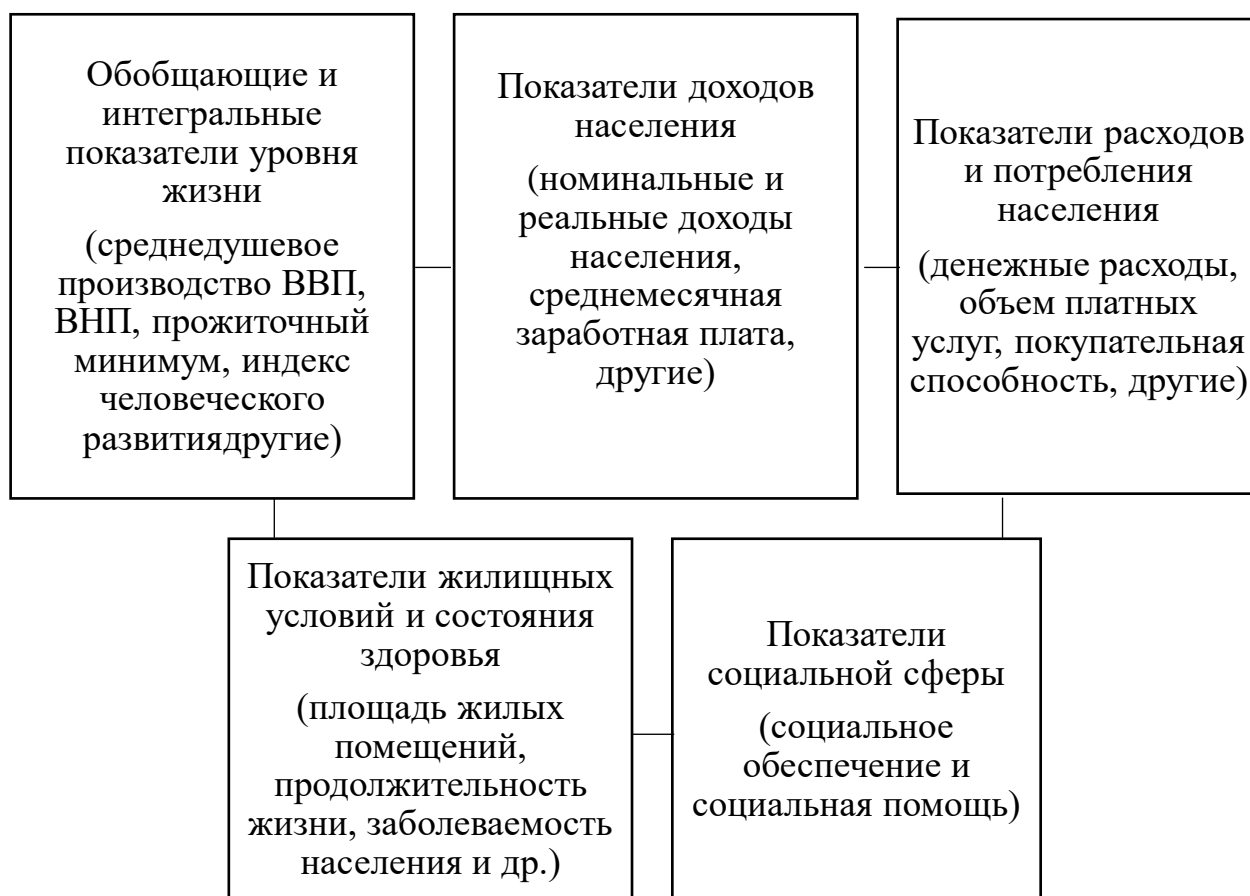 Обобщающие и
интегральные
показатели уровня
жизни
(среднедушевое
производство ВВП,
ВНП, прожиточный
минимум, индекс
человеческого
развитиядругие)
Показатели доходов
населения
(номинальные и
реальные доходы
населения,
среднемесячная
заработная плата,
другие)
Показатели расходов
и потребления
населения
(денежные расходы,
объем платных
услуг, покупательная
способность, другие)
Показатели жилищных
условий и состояния
здоровья
(площадь жилых
помещений,
продолжительность
жизни, заболеваемость
населения и др.)
Показатели
социальной сферы
(социальное
обеспечение и
социальная помощь)